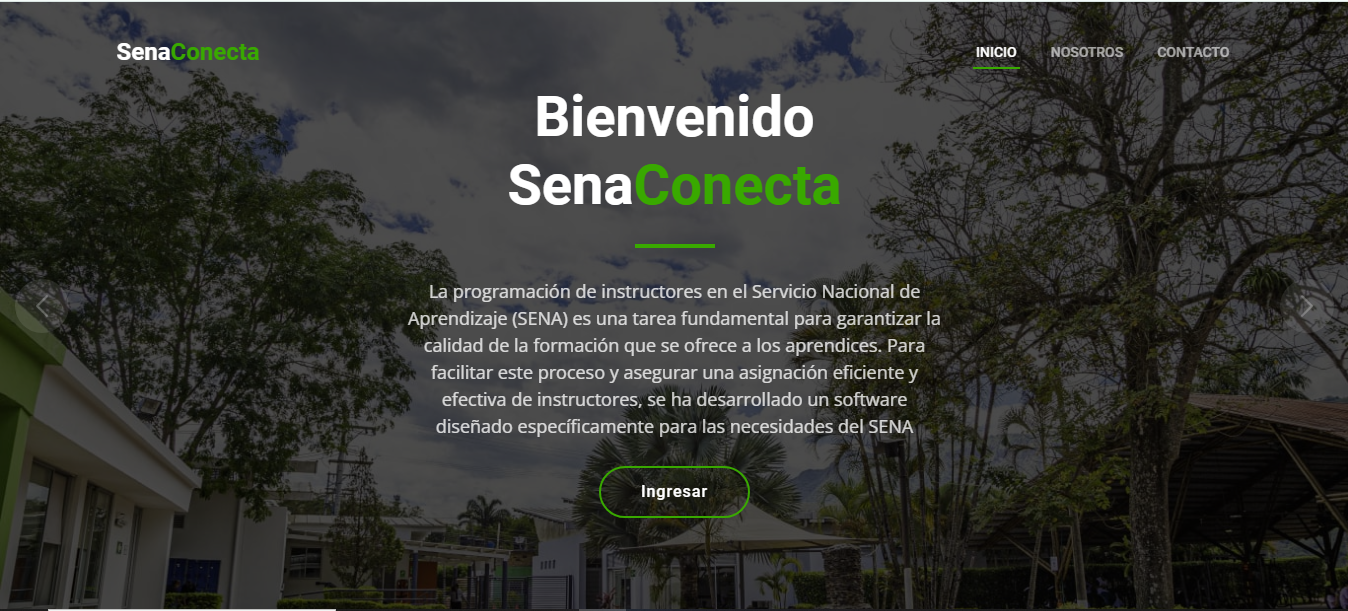 SenaConecta
INICIO NOSOTROS CONTACTO
Bienvenido
SenaConecta
La programación de instructores en el Servicio Nacional de
Aprendizaje (SENA) es una tarea fundamental para garantizar la
calidad de la formación que se ofrece a los aprendices. Para
facilitar este proceso y asegurar una asignación eficiente y
efectiva de instructores, se ha desarrollado un software
diseñado específicamente para las necesidades del SENA
Ingresar